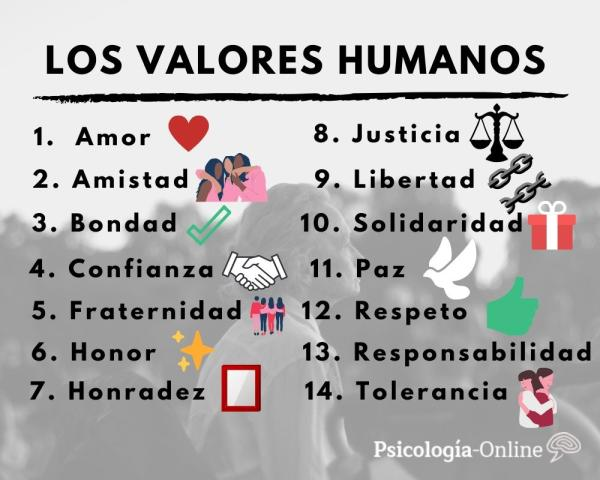 LOS VALORES HUMANOS
1. Amor
2. Amistad
3. Bondad
4. Confianza
5. Fraternidad
6. Honor
7. Honradez
8. Justicia
9. Libertad
10. Solidaridad
11. Paz
12. Respeto
13. Responsabilidad
14. Tolerancia
Psicología-Online